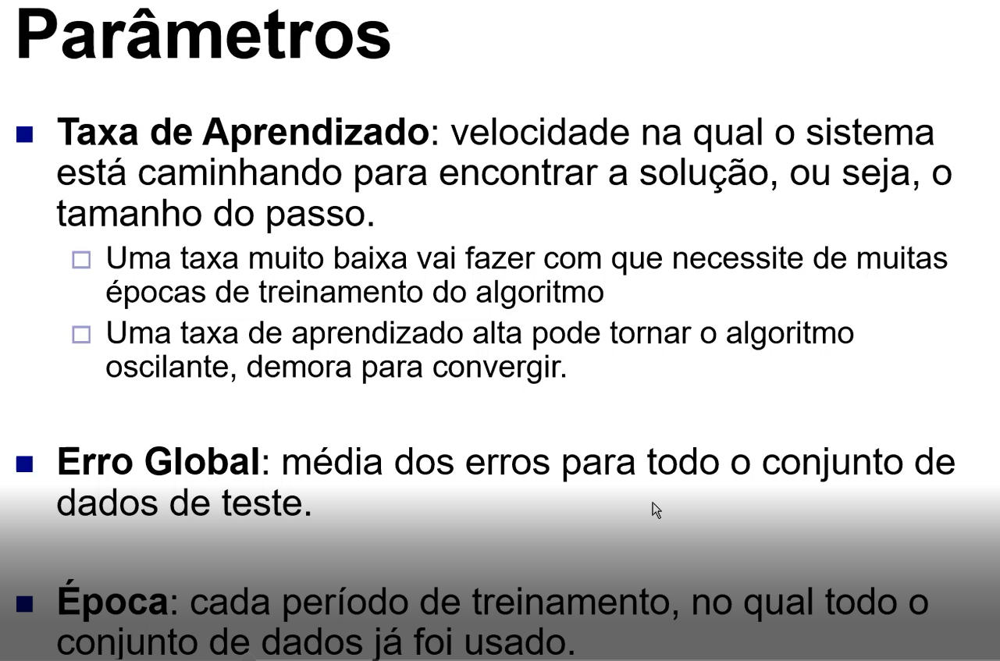 Parâmetros
Taxa de Aprendizado: velocidade na qual o sistema
está caminhando para encontrar a solução, ou seja, o
tamanho do passo.
Uma taxa muito baixa vai fazer com que necessite de muitas
épocas de treinamento do algoritmo
Uma taxa de aprendizado alta pode tornar o algoritmo
oscilante, demora para convergir.
Erro Global: média dos erros para todo o conjunto de
dados de teste.
Época: cada período de treinamento, no qual todo o
conjunto de dados já foi usado.